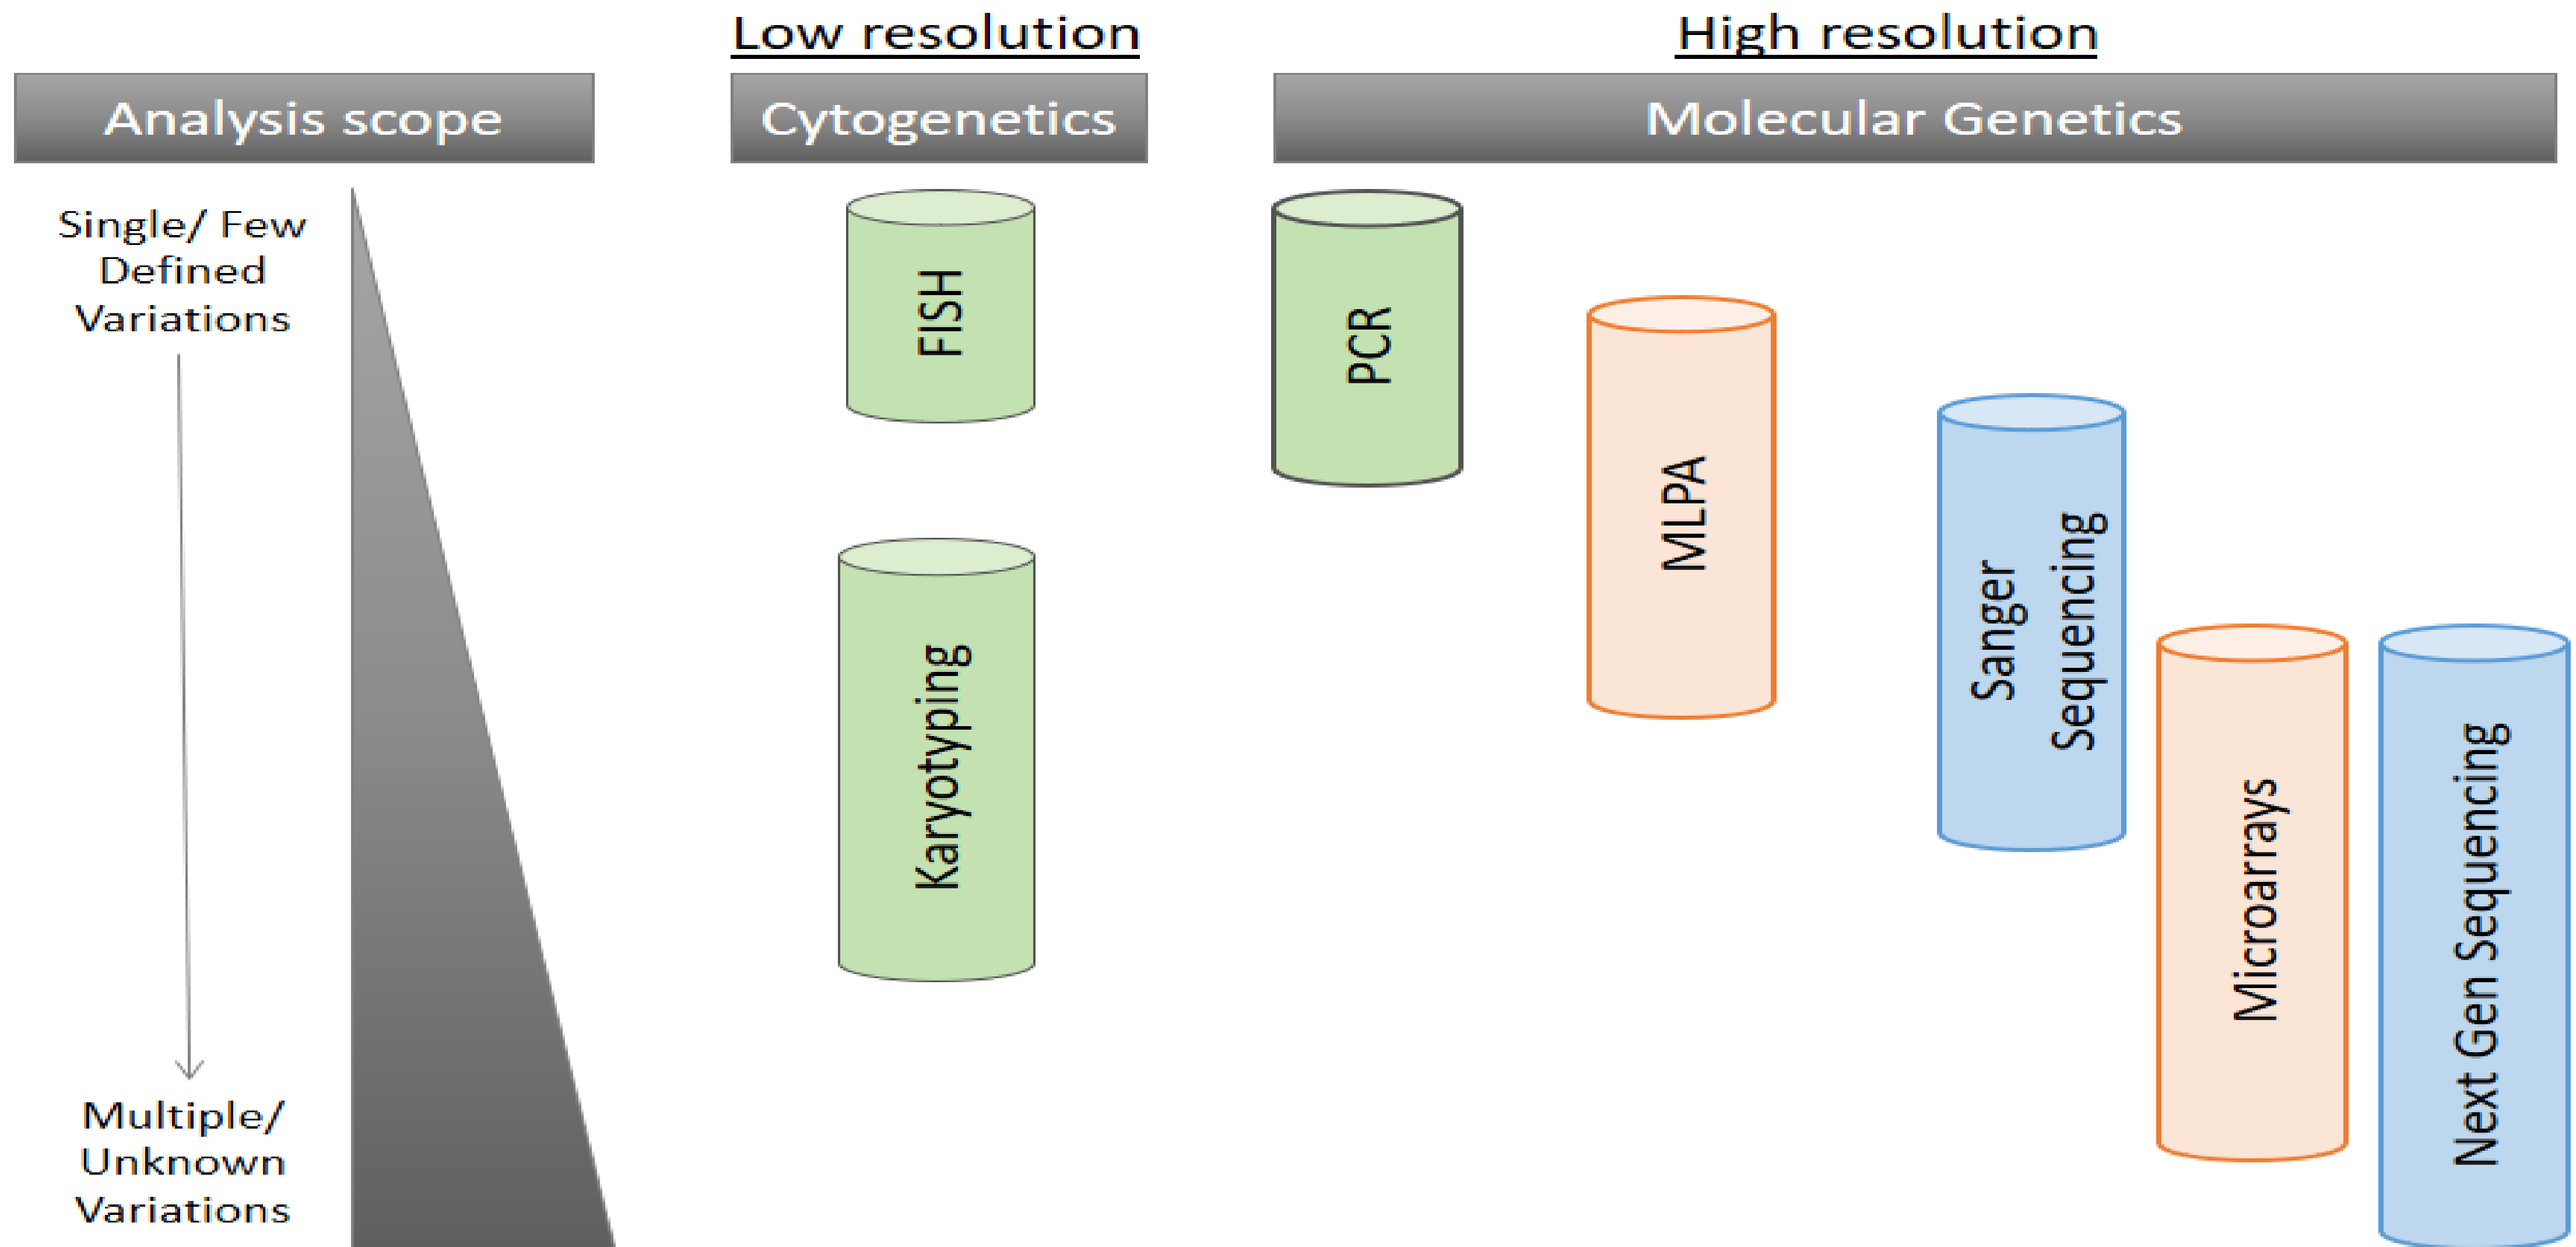 Low resolution
High resolution
Analysis scope
Cytogenetics
Molecular Genetics
Single/ Few
Defined
Variations
Multiple/
Unknown
Variations
FISH
Karyotyping
PCR
MLPA
Sanger
Sequencing
Microarrays
Next Gen Sequencing